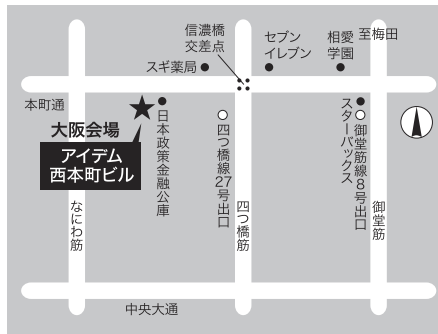 信濃橋
交差点
セブン
イレブン
相愛
学園
至梅田
スギ薬局
本町通
大阪会場
アイデム
西本町ビル
日本政策金融公庫
四つ橋線27号出口
スターバックス
御堂筋線8号出口
なにわ筋
四つ橋筋
御堂筋
中央大通